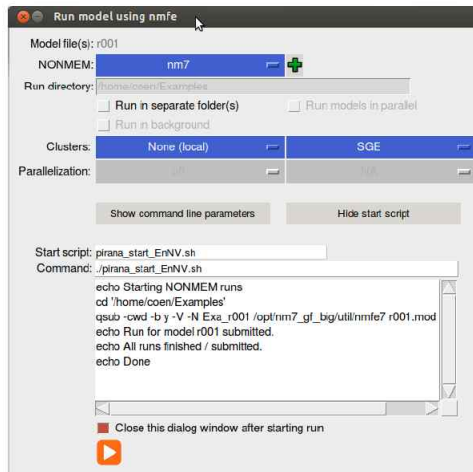 Run model using nmfe
Model file(s): r001
NONMEM: nm7
Run directory: /home/coen/Examples
Run in separate folder(s) Run models in parallel
Run in background
Clusters: None (local) SGE
Parallelization:
Show command line parameters Hide start script
Start script: pirana_start_EnNV.sh
Command: ./pirana_start_EnNV.sh
echo Starting NONMEM runs
cd '/home/coen/Examples'
qsub -cwd -b y -V -N Exa_r001 /opt/nm7_gf_big/util/nmfe7 r001.mod
echo Run for model r001 submitted.
echo All runs finished / submitted.
echo Done
Close this dialog window after starting run